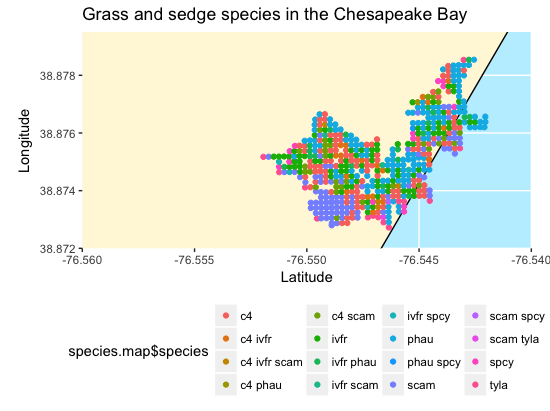 Grass and sedge species in the Chesapeake Bay
Longitude
38.878
38.876
38.874
38.872
-76.560 -76.555 -76.550 -76.545 -76.540
Latitude
species.map$species
c4 c4 scam ivfr spcy scam spcy
c4 ivfr ivfr phau scam tyla
c4 ivfr scam ivfr phau phau spcy spcy
c4 phau ivfr scam scam tyla